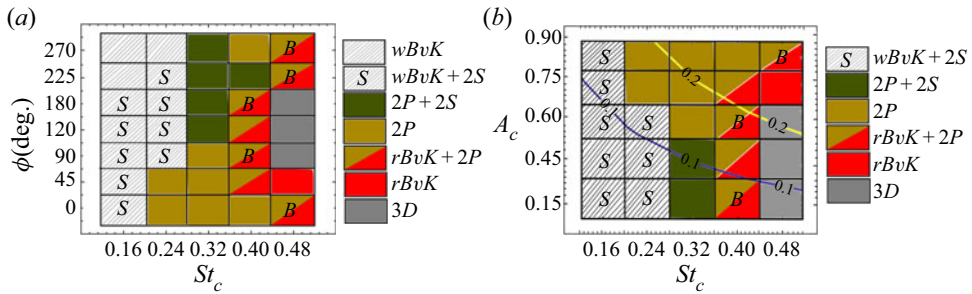 (a)
ϕ(deg.)
270
225
180
120
90
45
0
B
S B
S S B
S S
S S B
S
S B
0.16 0.24 0.32 0.40 0.48
St_c
wBvK
S wBvK + 2S
2P + 2S
2P
rBvK + 2P
rBvK
3D
(b)
A_c
0.90
0.75
0.60
0.45
0.15
S B
S 0.2
S S B 0.2
S S 0.1
S S B 0.1
0.1
0.16 0.24 0.32 0.40 0.48
St_c
S wBvK + 2S
2P + 2S
2P
rBvK + 2P
rBvK
3D